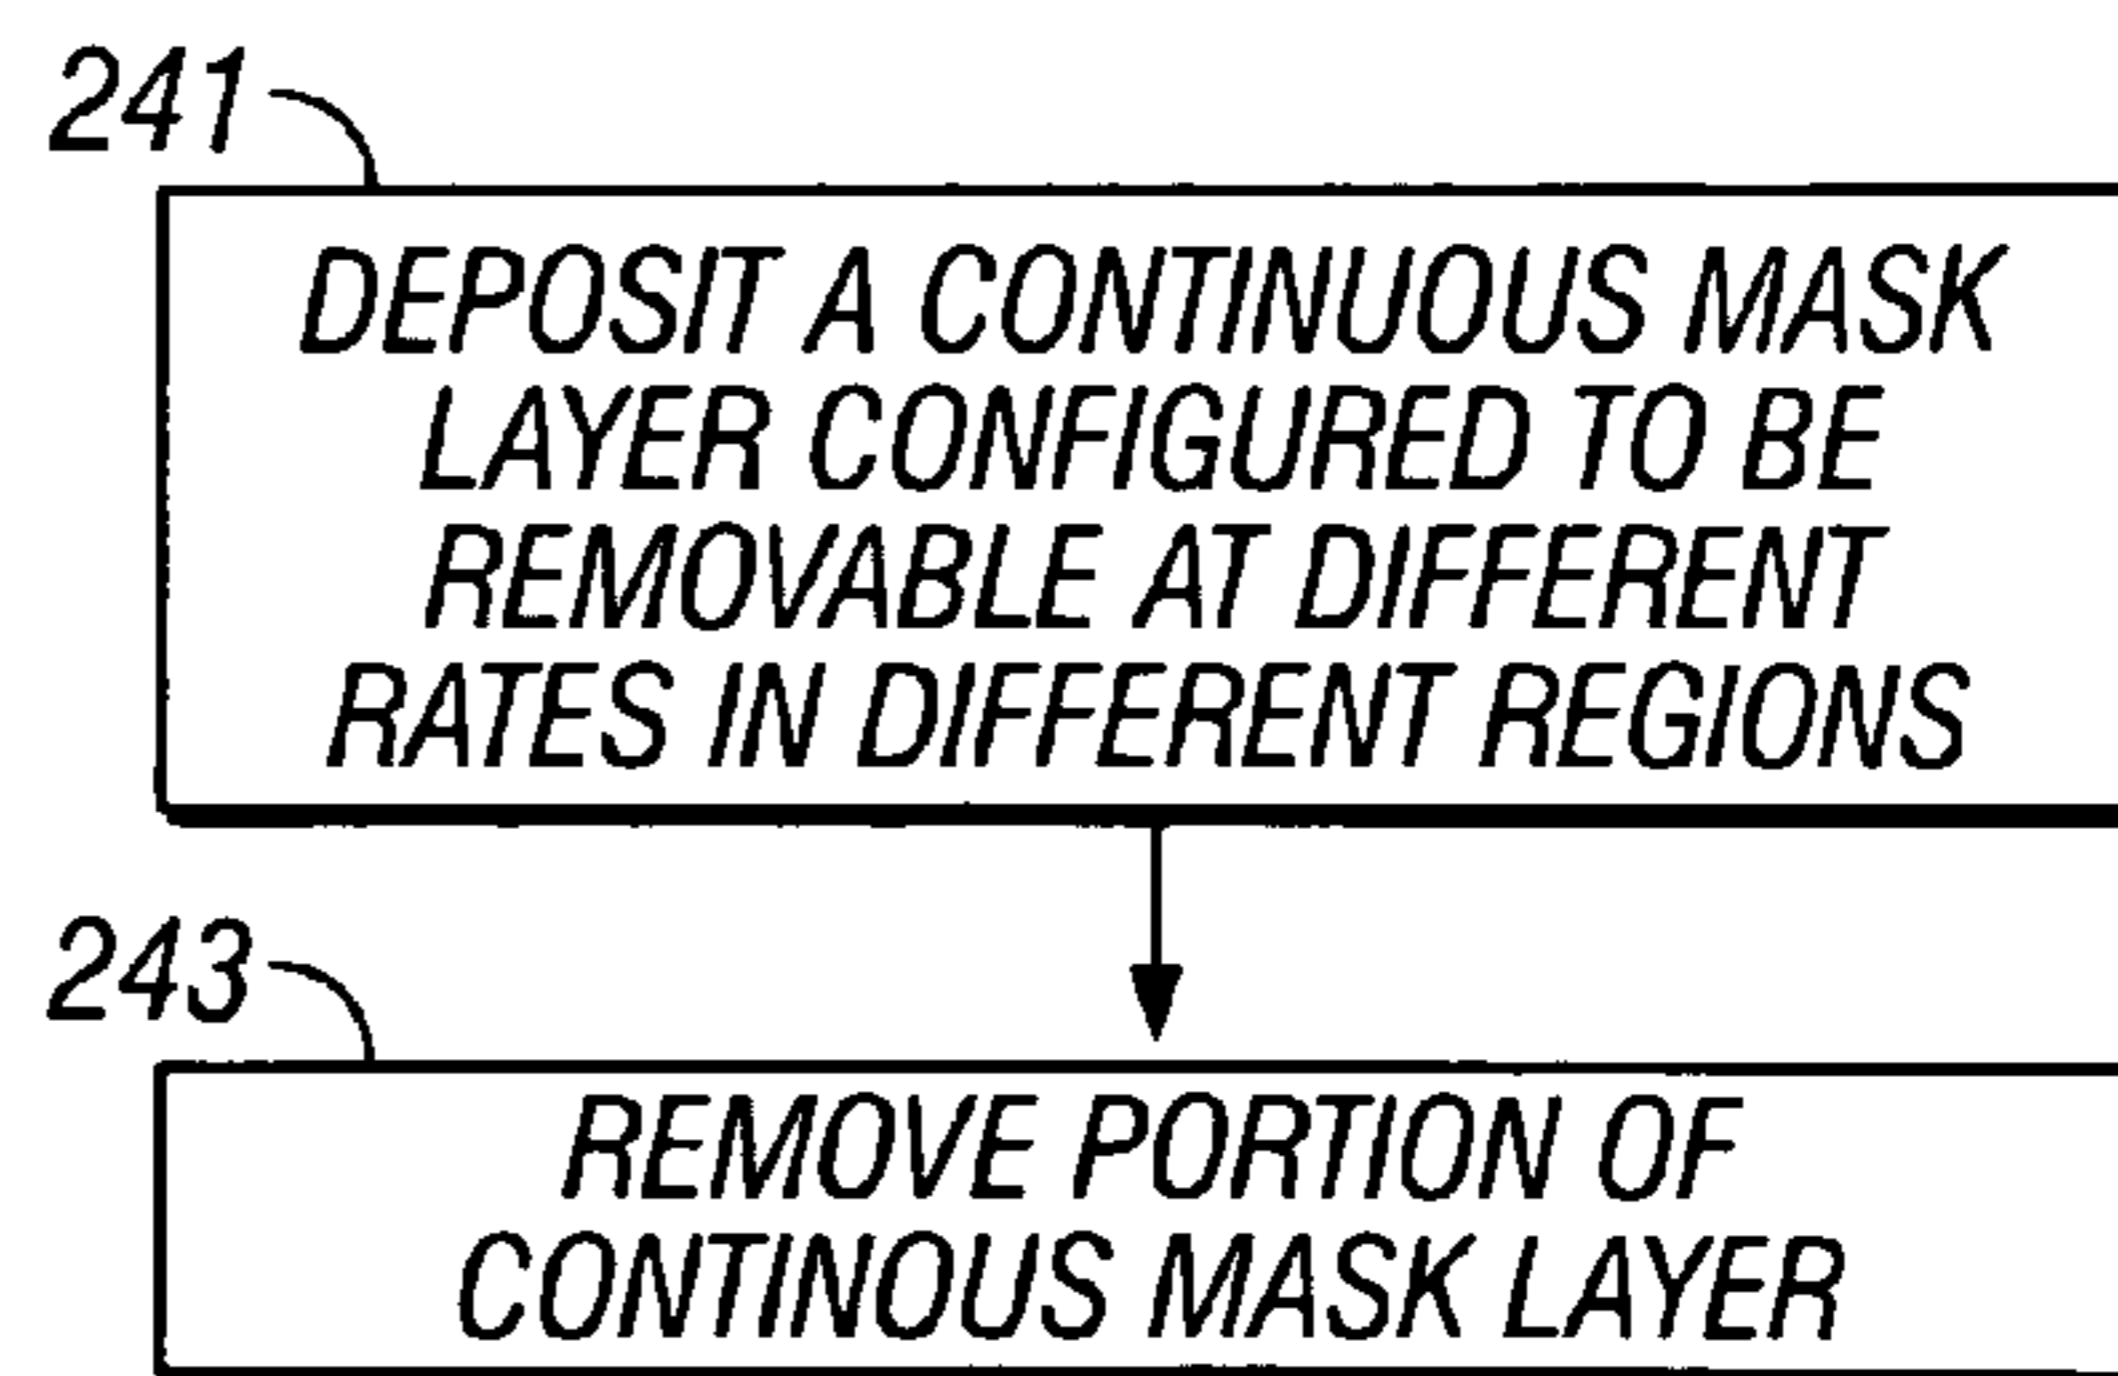 241
DEPOSIT A CONTINUOUS MASK
LAYER CONFIGURED TO BE
REMOVABLE AT DIFFERENT
RATES IN DIFFERENT REGIONS
243
REMOVE PORTION OF
CONTINOUS MASK LAYER